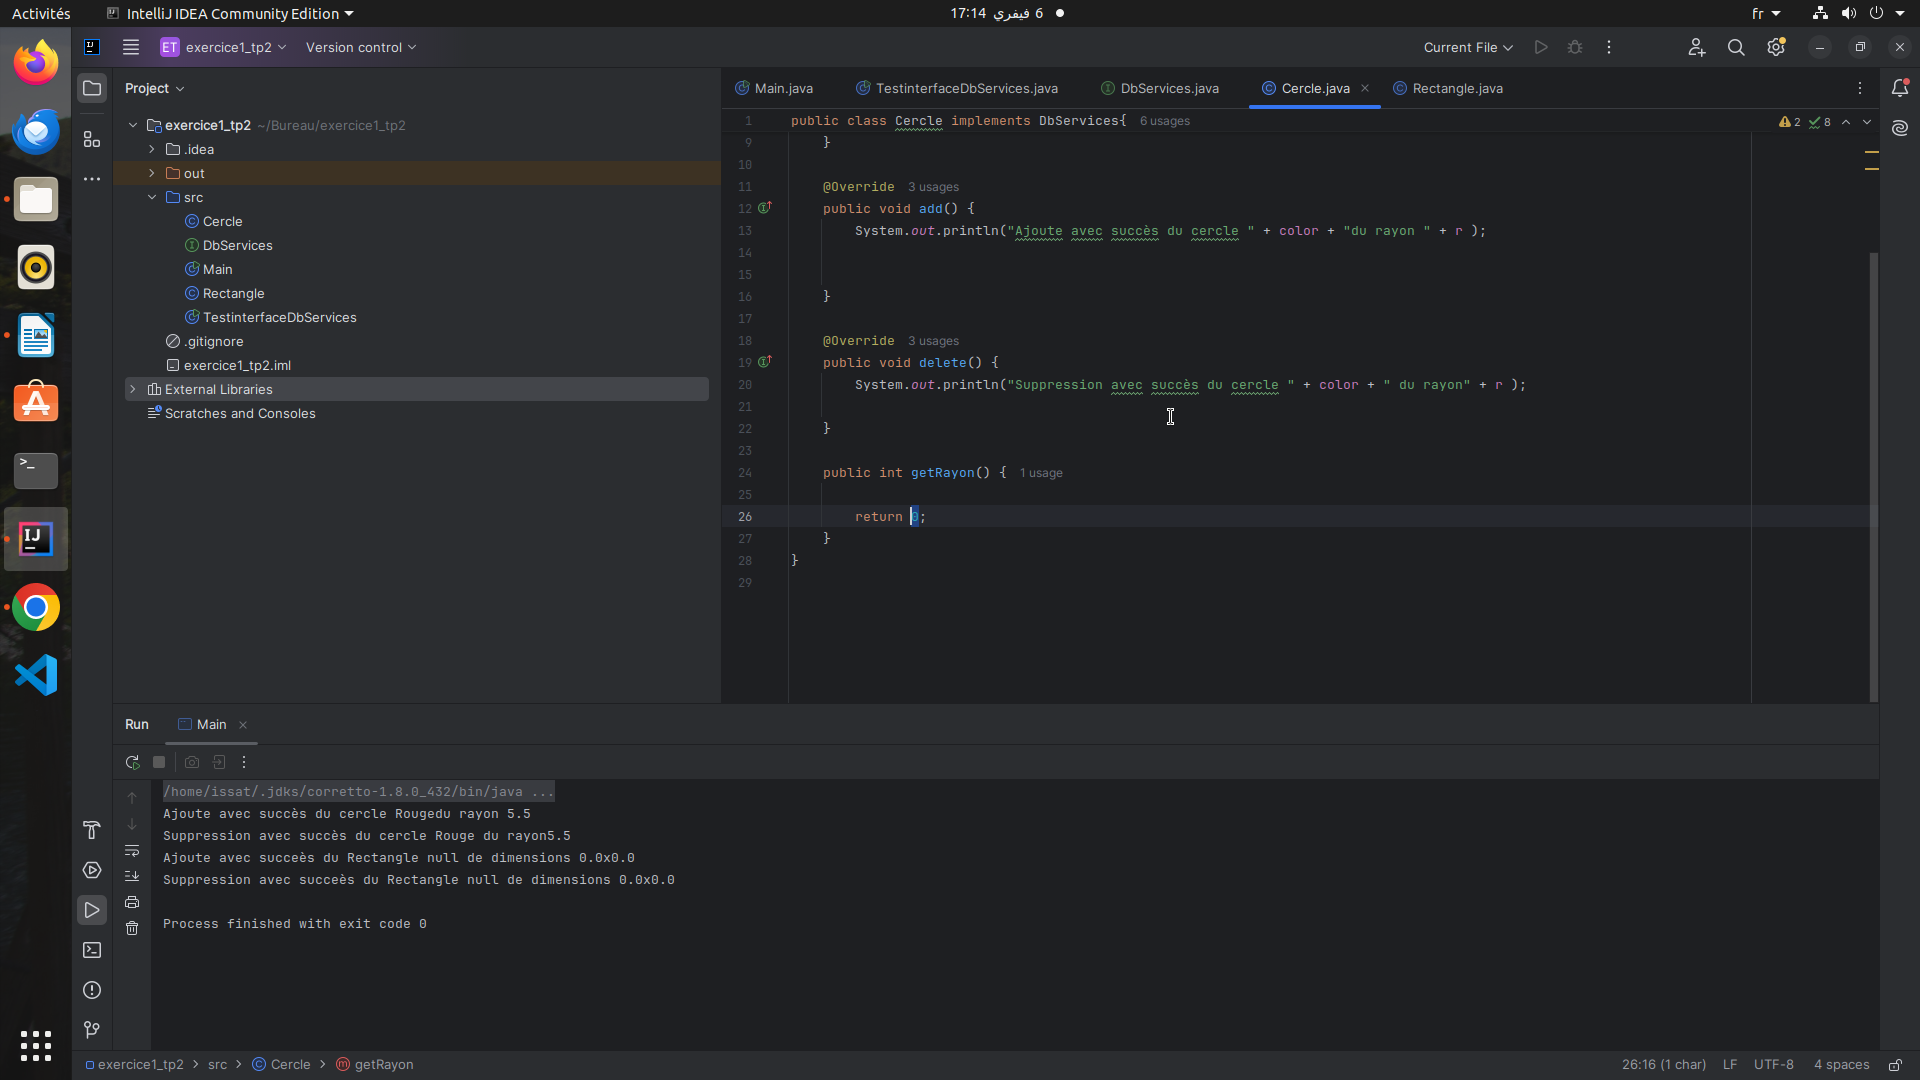 Activités
IntelliJ IDEA Community Edition
17:14 6 فيفري
fr
ET exercice1_tp2
Version control
Current File
Project
exercice1_tp2 ~/Bureau/exercice1_tp2
.idea
out
src
Cercle
DbServices
Main
Rectangle
TestinterfaceDbServices
.gitignore
exercice1_tp2.iml
External Libraries
Scratches and Consoles
Main.java
TestinterfaceDbServices.java
DbServices.java
Cercle.java
Rectangle.java
2 8
1 public class Cercle implements DbServices{ 6 usages
9 }
10
11 @Override 3 usages
12 public void add() {
13 System.out.println("Ajoute avec succès du cercle " + color + "du rayon " + r );
14
15
16 }
17
18 @Override 3 usages
19 public void delete() {
20 System.out.println("Suppression avec succès du cercle " + color + " du rayon" + r );
21
22 }
23
24 public int getRayon() { 1 usage
25
26 return 0;
27 }
28 }
29
Run
Main
/home/issat/.jdks/corretto-1.8.0_432/bin/java ...
Ajoute avec succès du cercle Rougedu rayon 5.5
Suppression avec succès du cercle Rouge du rayon5.5
Ajoute avec succeès du Rectangle null de dimensions 0.0x0.0
Suppression avec succeès du Rectangle null de dimensions 0.0x0.0
Process finished with exit code 0
exercice1_tp2 > src > Cercle > getRayon
26:16 (1 char) LF UTF-8 4 spaces